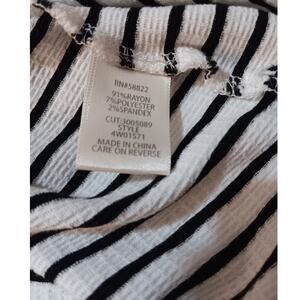 RN#58822
91%RAYON
7%POLYESTER
2%SPANDEX
CUT:3005089
STYLE
4W01571
MADE IN CHINA
CARE ON REVERSE